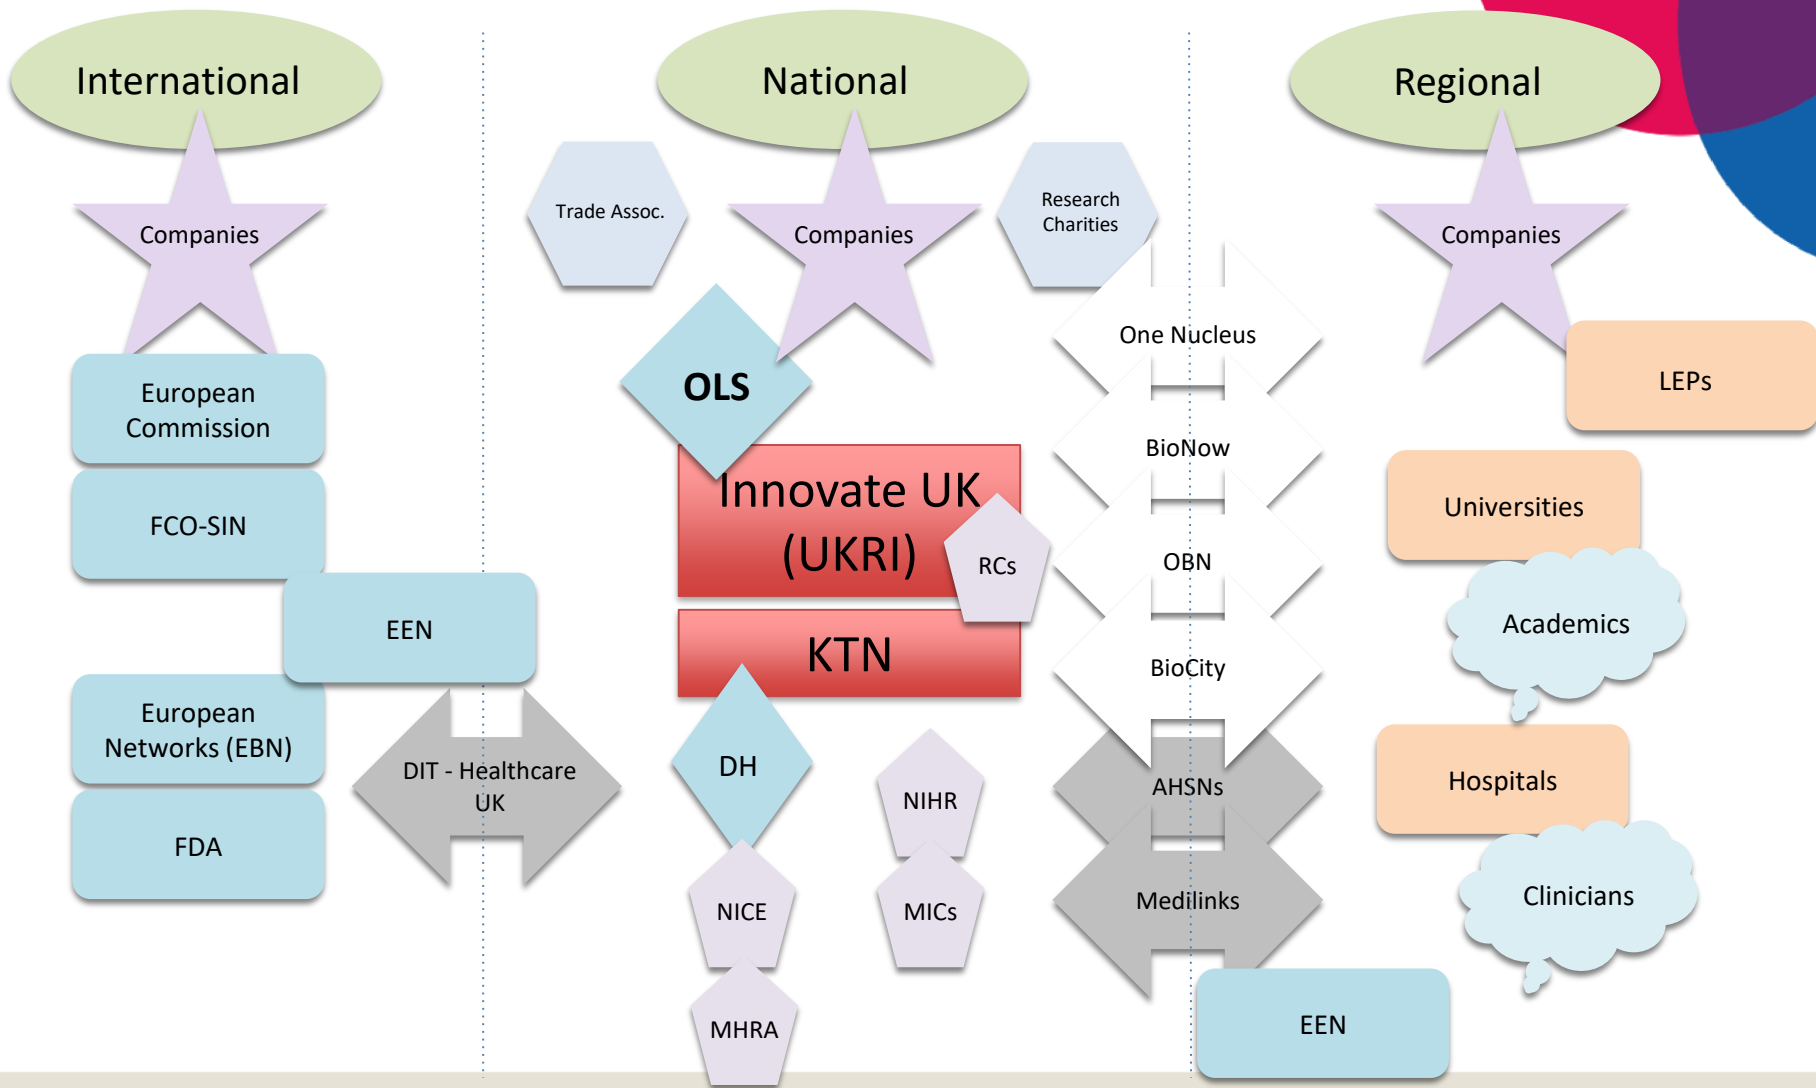 International
National
Regional
Companies
Trade Assoc.
Companies
Research
Charities
Companies
European
Commission
FCO-SIN
EEN
European
Networks (EBN)
DIT - Healthcare
UK
FDA
OLS
Innovate UK
(UKRI)
RCs
KTN
DH
NIHR
NICE
MICs
MHRA
One Nucleus
BioNow
OBN
BioCity
AHSNs
Medilinks
EEN
LEPs
Universities
Academics
Hospitals
Clinicians